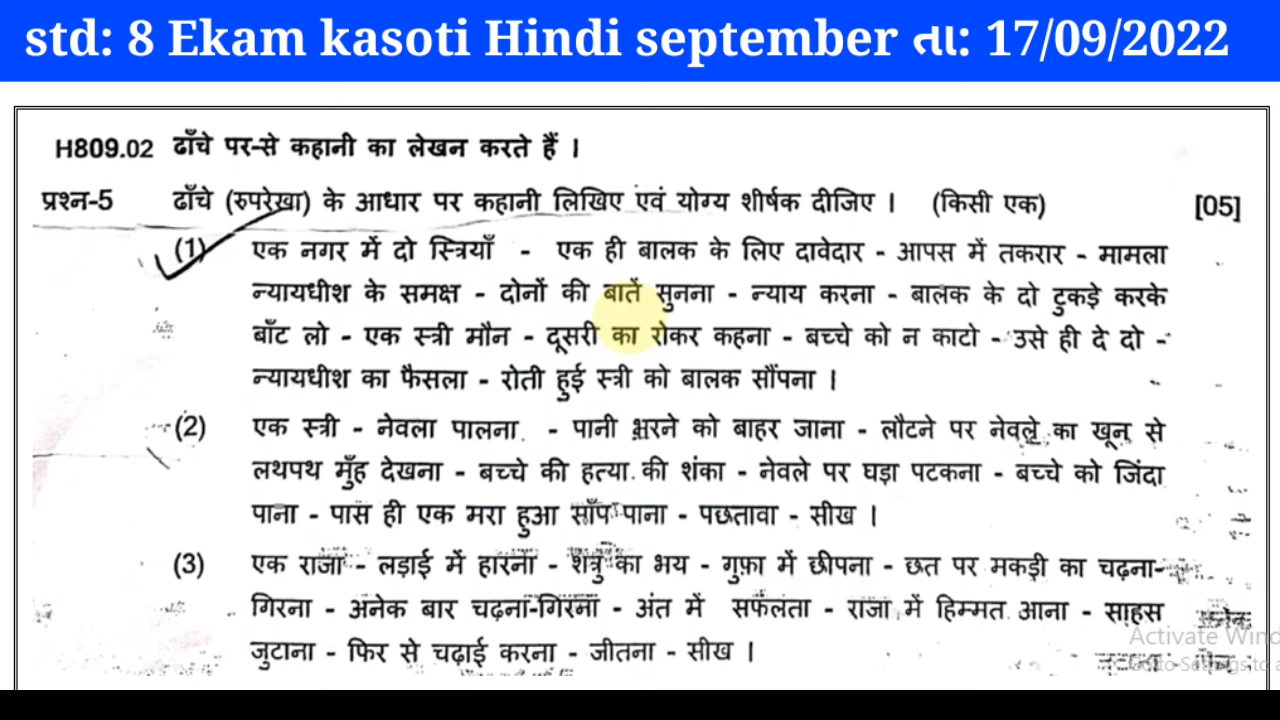 std: 8 Ekam kasoti Hindi september તા: 17/09/2022
H809.02 ढाँचे पर-से कहानी का लेखन करते हैं ।
प्रश्न-5 ढाँचे (रुपरेखा) के आधार पर कहानी लिखिए एवं योग्य शीर्षक दीजिए । (किसी एक) [05]
(1) एक नगर में दो स्त्रियाँ - एक ही बालक के लिए दावेदार - आपस में तकरार - मामला
न्यायधीश के समक्ष - दोनों की बातें सुनना - न्याय करना - बालक के दो टुकड़े करके
बाँट लो - एक स्त्री मौन - दूसरी का रोकर कहना - बच्चे को न काटो - उसे ही दे दो -
न्यायधीश का फैसला - रोती हुई स्त्री को बालक सौंपना ।
(2) एक स्त्री - नेवला पालना - पानी भरने को बाहर जाना - लौटने पर नेवले का खून से
लथपथ मुँह देखना - बच्चे की हत्या की शंका - नेवले पर घड़ा पटकना - बच्चे को जिंदा
पाना - पास ही एक मरा हुआ साँप पाना - पछतावा - सीख ।
(3) एक राजा - लड़ाई में हारना - शत्रु का भय - गुफ़ा में छीपना - छत पर मकड़ी का चढ़ना-
गिरना - अनेक बार चढ़ना-गिरना - अंत में सफलता - राजा में हिम्मत आना - साहस
जुटाना - फिर से चढ़ाई करना - जीतना - सीख ।
Activate Wind
Go to Settings to a